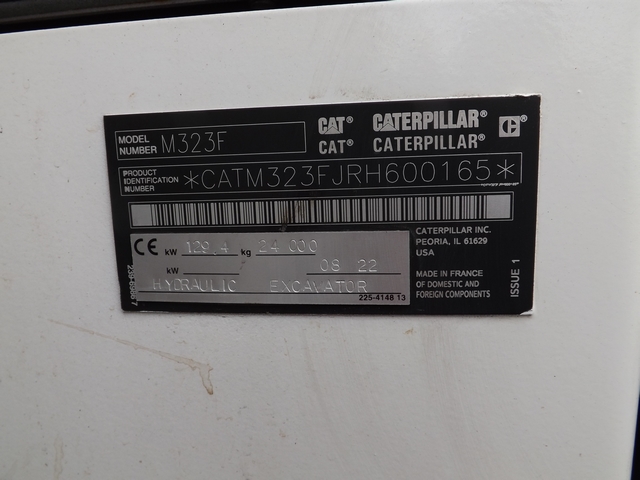 MODEL NUMBER M323F
CAT® CATERPILLAR®
CAT® CATERPILLAR®
PRODUCT IDENTIFICATION NUMBER *CATM323FJRH600165*
CE kW 129.4 kg 24 000
kW 08 22
HYDRAULIC EXCAVATOR
225-4148 13
CATERPILLAR INC.
PEORIA, IL 61629
USA
MADE IN FRANCE
OF DOMESTIC AND
FOREIGN COMPONENTS
ISSUE 1